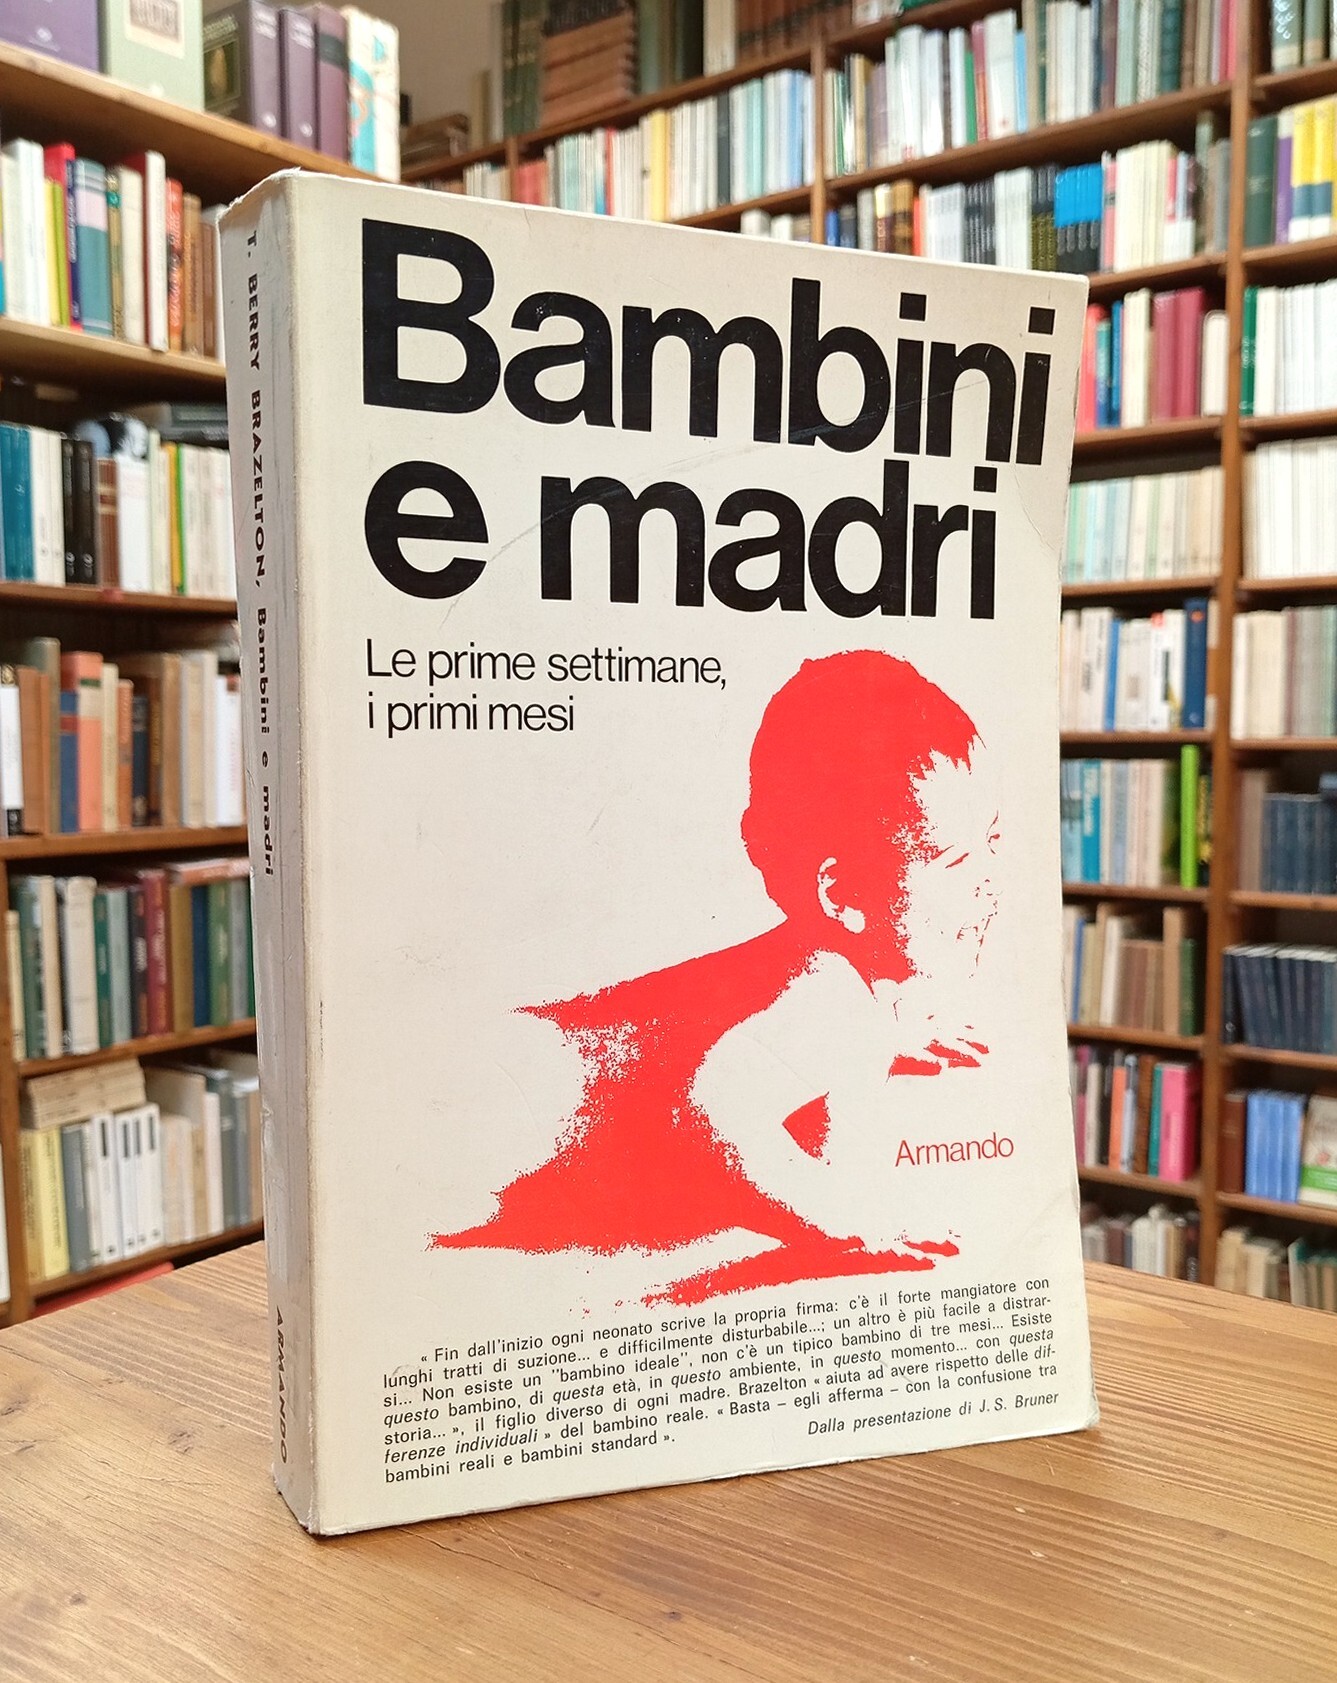 T. BERRY BRAZELTON, Bambini e madri
ARMANDO
Bambini
e madri
Le prime settimane,
i primi mesi
Armando
« Fin dall'inizio ogni neonato scrive la propria firma: c'è il forte mangiatore con
lunghi tratti di suzione... e difficilmente disturbabile...; un altro è più facile a distrar-
si... Non esiste un "bambino ideale", non c'è un tipico bambino di tre mesi... Esiste
questo bambino, di questa età, in questo ambiente, in questo momento... con questa
storia... », il figlio diverso di ogni madre. Brazelton « aiuta ad avere rispetto delle dif-
ferenze individuali » del bambino reale. « Basta – egli afferma – con la confusione tra
bambini reali e bambini standard ».
Dalla presentazione di J. S. Bruner